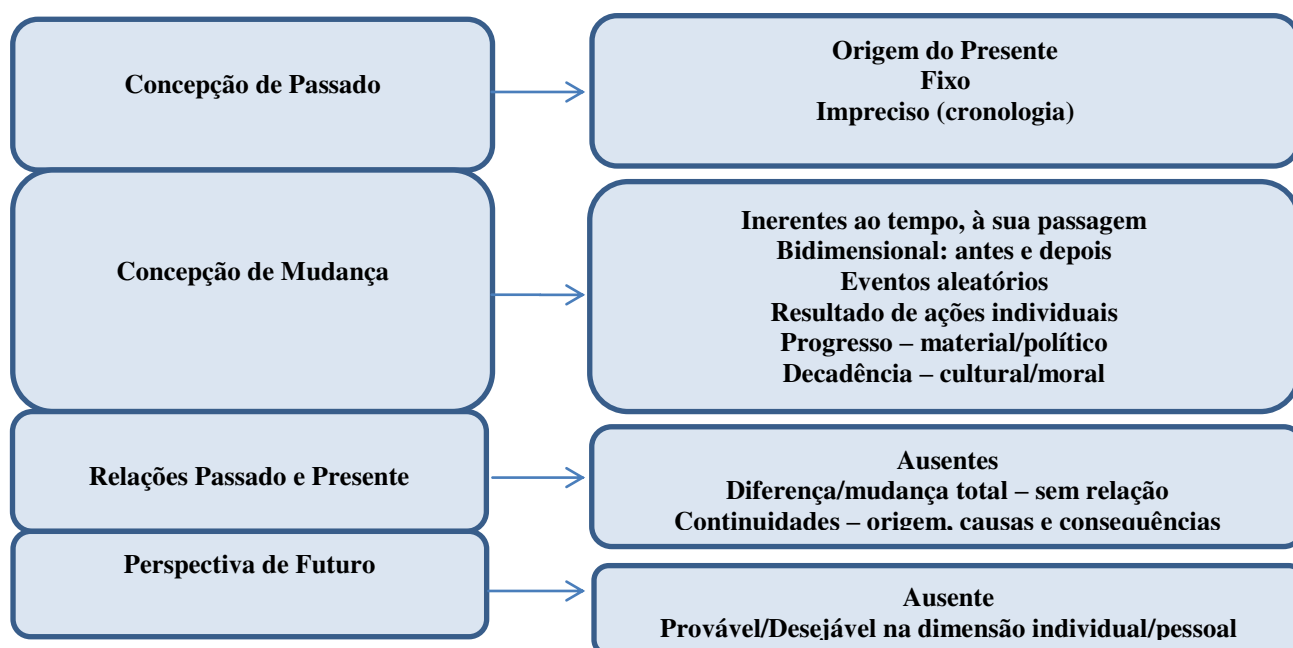 Concepção de Passado
Origem do Presente
Fixo
Impreciso (cronologia)
Concepção de Mudança
Inerentes ao tempo, à sua passagem
Bidimensional: antes e depois
Eventos aleatórios
Resultado de ações individuais
Progresso – material/político
Decadência – cultural/moral
Relações Passado e Presente
Ausentes
Diferença/mudança total – sem relação
Continuidades – origem, causas e consequências
Perspectiva de Futuro
Ausente
Provável/Desejável na dimensão individual/pessoal